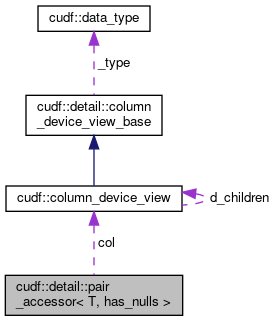 cudf::data_type
_type
cudf::detail::column
_device_view_base
cudf::column_device_view
d_children
col
cudf::detail::pair
_accessor< T, has_nulls >